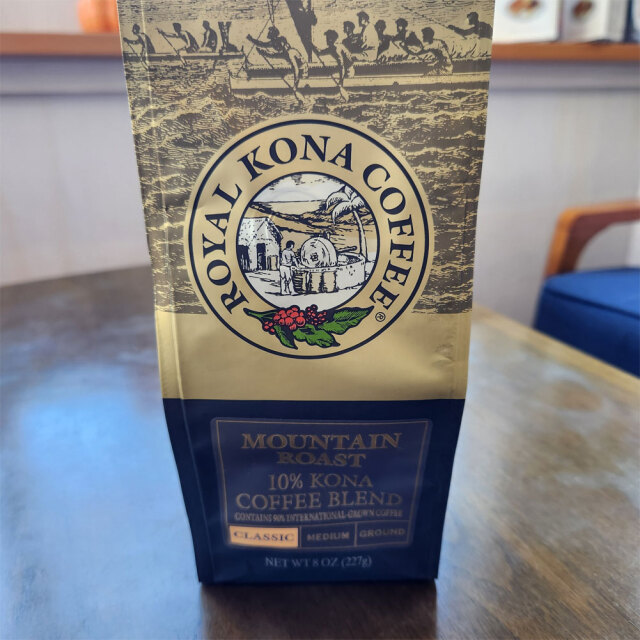 ROYAL KONA COFFEE ®
MOUNTAIN
ROAST
10% KONA
COFFEE BLEND
CONTAINS 90% INTERNATIONAL GROWN COFFEE
CLASSIC MEDIUM GROUND
NET WT 8 OZ (227g)